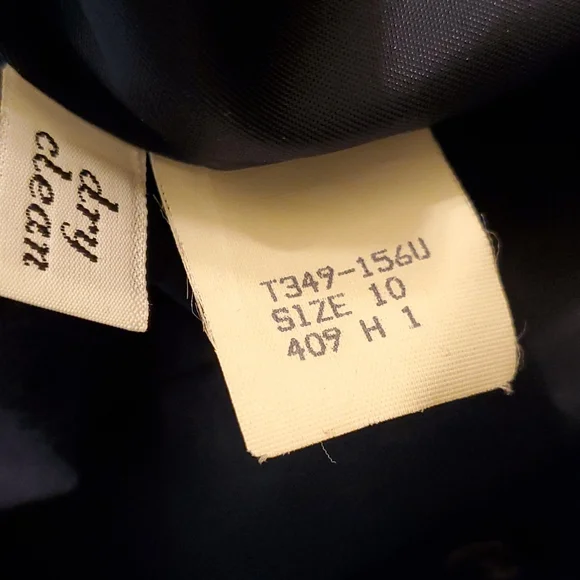 dry
clean
T349-156U
SIZE 10
409 H 1